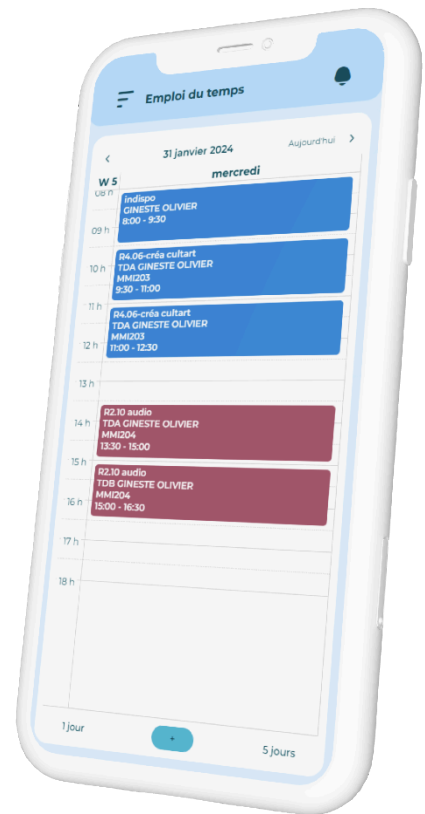 Emploi du temps
31 janvier 2024
Aujourd'hui
W 5
mercredi
08 h
indispo
GINESTE OLIVIER
8:00 - 9:30
09 h
R4.06-créa cultart
TDA GINESTE OLIVIER
MMI203
9:30 - 11:00
10 h
11 h
R4.06-créa cultart
TDA GINESTE OLIVIER
MMI203
11:00 - 12:30
12 h
13 h
R2.10 audio
TDA GINESTE OLIVIER
MMI204
13:30 - 15:00
14 h
15 h
R2.10 audio
TDB GINESTE OLIVIER
MMI204
15:00 - 16:30
16 h
17 h
18 h
1 jour
+
5 jours